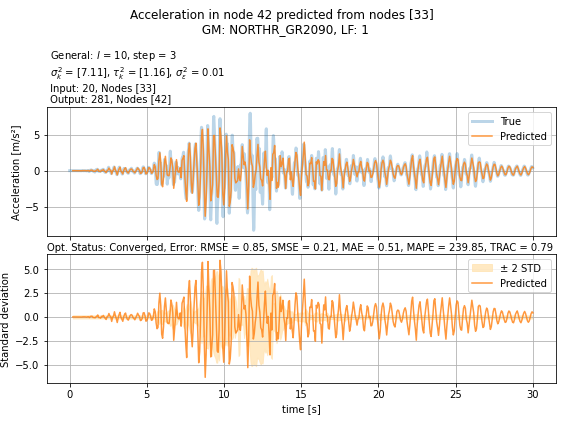 Acceleration in node 42 predicted from nodes [33]
GM: NORTHR_GR2090, LF: 1
General: l = 10, step = 3
σ²ₖ = [7.11], τ²ₖ = [1.16], σ²ε = 0.01
Input: 20, Nodes [33]
Output: 281, Nodes [42]
Acceleration [m/s²]
5
0
−5
True
Predicted
Opt. Status: Converged, Error: RMSE = 0.85, SMSE = 0.21, MAE = 0.51, MAPE = 239.85, TRAC = 0.79
Standard deviation
5.0
2.5
0.0
−2.5
−5.0
± 2 STD
Predicted
0 5 10 15 20 25 30
time [s]